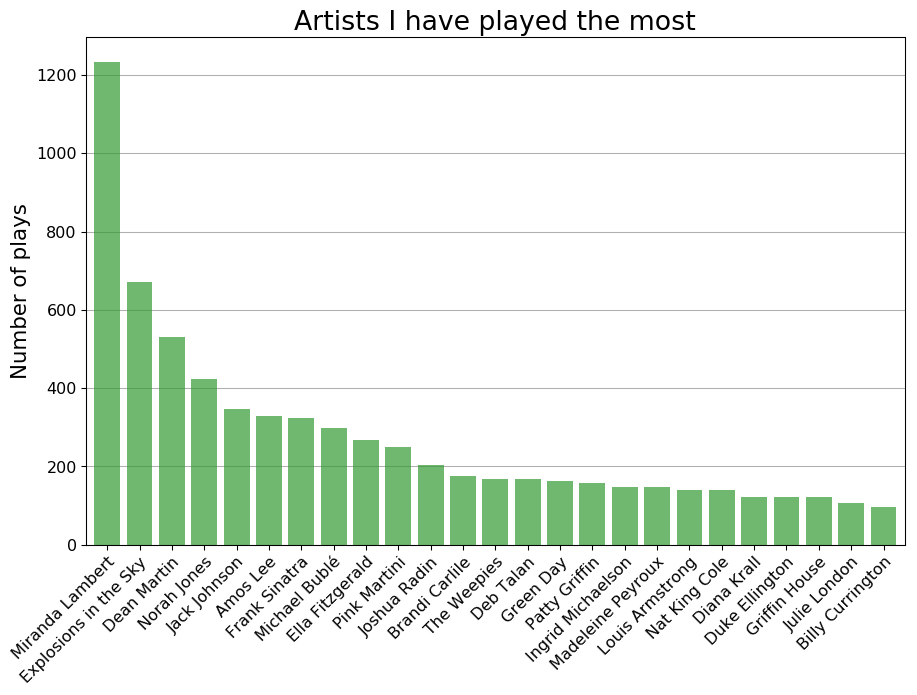 Artists I have played the most
Number of plays
1200
1000
800
600
400
200
0
Miranda Lambert
Explosions in the Sky
Dean Martin
Norah Jones
Jack Johnson
Amos Lee
Frank Sinatra
Michael Bublé
Ella Fitzgerald
Pink Martini
Joshua Radin
Brandi Carlile
The Weepies
Deb Talan
Green Day
Patty Griffin
Ingrid Michaelson
Madeleine Peyroux
Louis Armstrong
Nat King Cole
Diana Krall
Duke Ellington
Griffin House
Julie London
Billy Currington